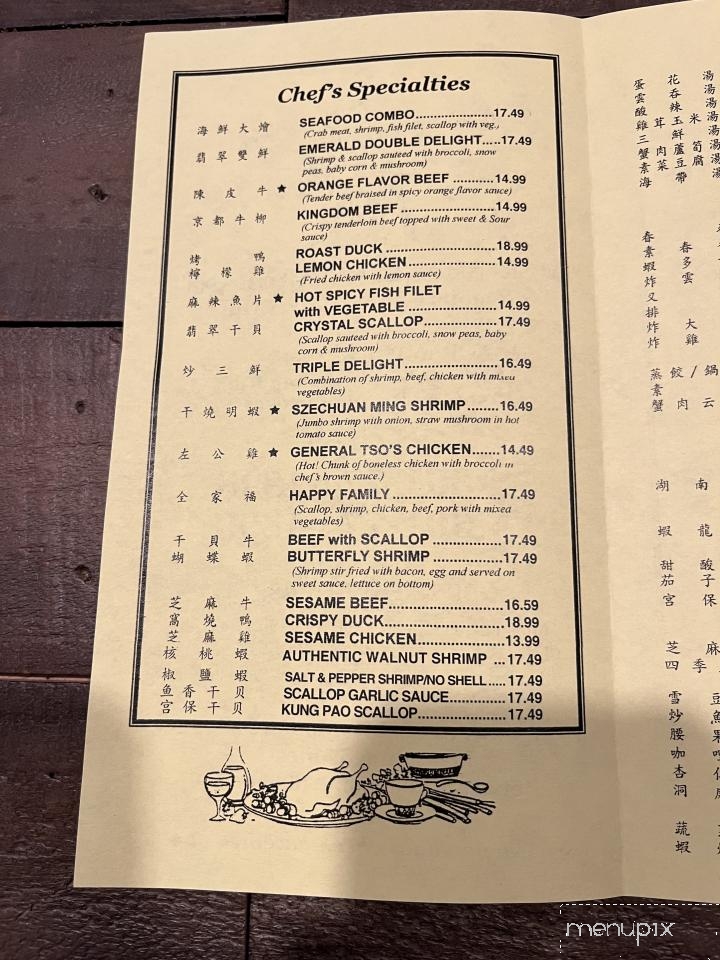 Chef's Specialties
海鮮大燴 SEAFOOD COMBO......................17.49
(Crab meat, shrimp, fish filet, scallop with veg.)
翡翠雙鮮 EMERALD DOUBLE DELIGHT.....17.49
(Shrimp & scallop sauteed with broccoli, snow
peas, baby corn & mushroom)
陳皮牛 ★ ORANGE FLAVOR BEEF .............14.99
(Tender beef braised in spicy orange flavor sauce)
京都牛柳 KINGDOM BEEF ...........................14.99
(Crispy tenderloin beef topped with sweet & Sour
sauce)
烤鴨 ROAST DUCK ...............................18.99
檸檬雞 LEMON CHICKEN .........................14.99
(Fried chicken with lemon sauce)
麻辣魚片 ★ HOT SPICY FISH FILET
with VEGETABLE ..........................14.99
翡翠干貝 CRYSTAL SCALLOP.....................17.49
(Scallop sauteed with broccoli, snow peas, baby
corn & mushroom)
炒三鮮 TRIPLE DELIGHT ...........................16.49
(Combination of shrimp, beef, chicken with mixed
vegetables)
干燒明蝦 ★ SZECHUAN MING SHRIMP ........16.49
(Jumbo shrimp with onion, straw mushroom in hot
tomato sauce)
左公雞 ★ GENERAL TSO'S CHICKEN.......14.49
(Hot! Chunk of boneless chicken with broccoli in
chef's brown sauce.)
全家福 HAPPY FAMILY ...........................17.49
(Scallop, shrimp, chicken, beef, pork with mixed
vegetables)
干貝牛 BEEF with SCALLOP .................17.49
蝴蝶蝦 BUTTERFLY SHRIMP .................17.49
(Shrimp stir fried with bacon, egg and served on
sweet sauce, lettuce on bottom)
芝麻牛 SESAME BEEF...........................16.59
窩燒鴨 CRISPY DUCK...........................18.99
芝麻雞 SESAME CHICKEN.....................13.99
核桃蝦 AUTHENTIC WALNUT SHRIMP ...17.49
椒鹽蝦 SALT & PEPPER SHRIMP/NO SHELL .....17.49
鱼香干贝 SCALLOP GARLIC SAUCE.............17.49
宫保干贝 KUNG PAO SCALLOP.....................17.49
menupix